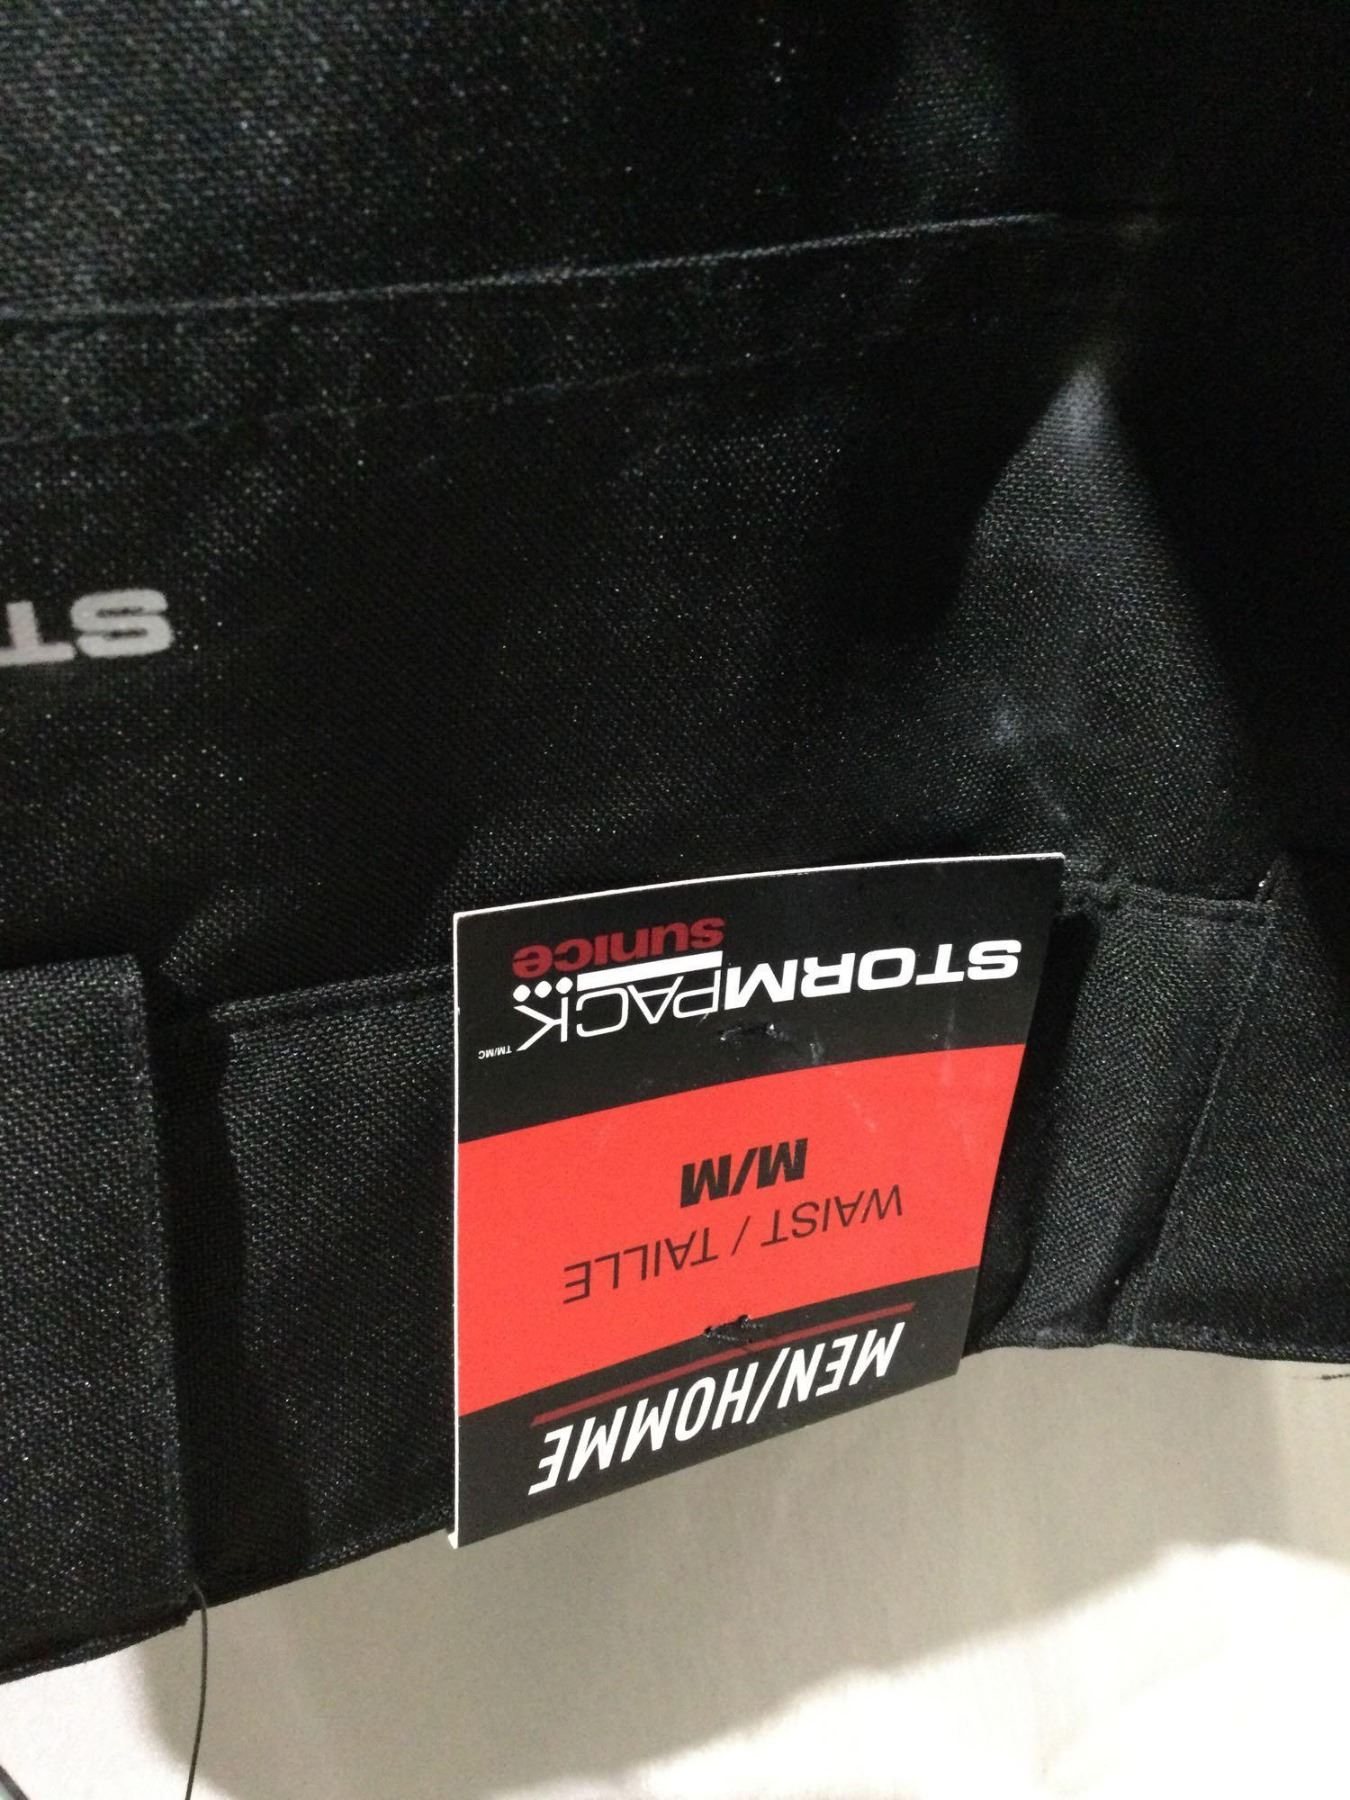 STORMPACK TM/MC
sunice
M/M
WAIST / TAILLE
MEN/HOMME
ST